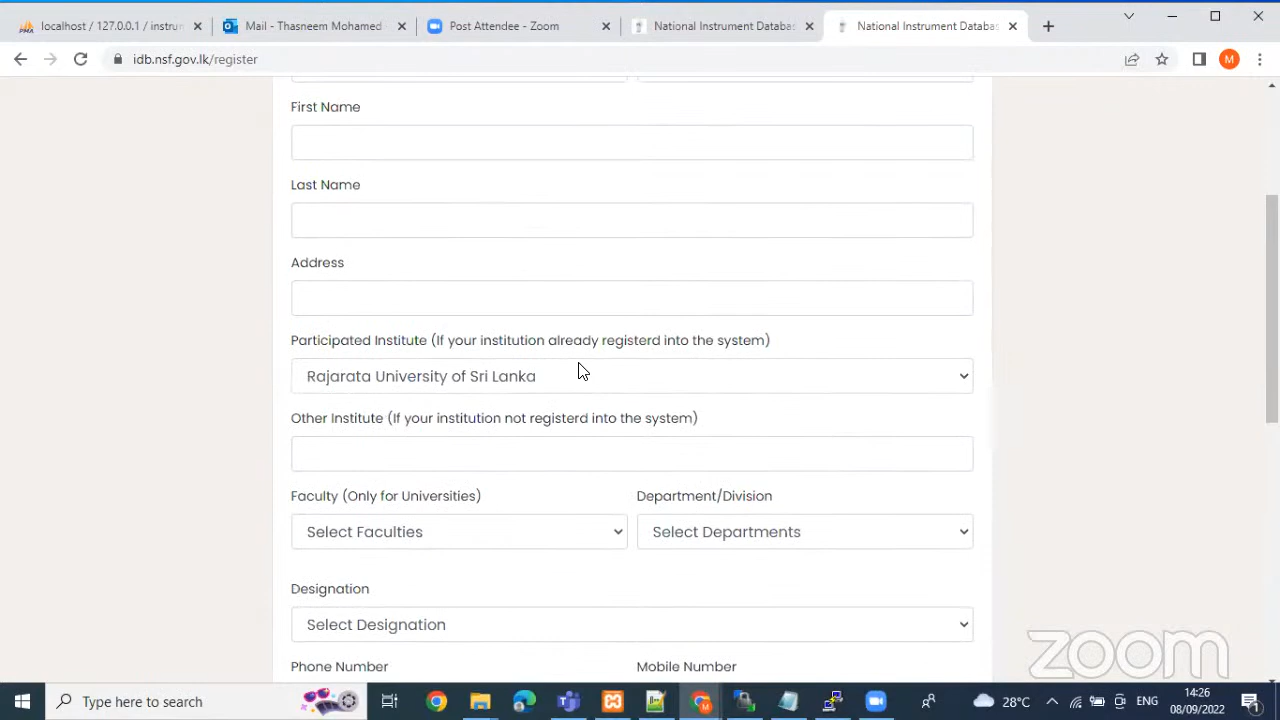 localhost / 127.0.0.1 / instru
Mail - Thasneem Mohamed
Post Attendee - Zoom
National Instrument Databas
National Instrument Databas
idb.nsf.gov.lk/register
M
First Name
Last Name
Address
Participated Institute (If your institution already registerd into the system)
Rajarata University of Sri Lanka
Other Institute (If your institution not registerd into the system)
Faculty (Only for Universities)
Department/Division
Select Faculties
Select Departments
Designation
Select Designation
Phone Number
Mobile Number
zoom
Type here to search
28°C
ENG
14:26
08/09/2022
1